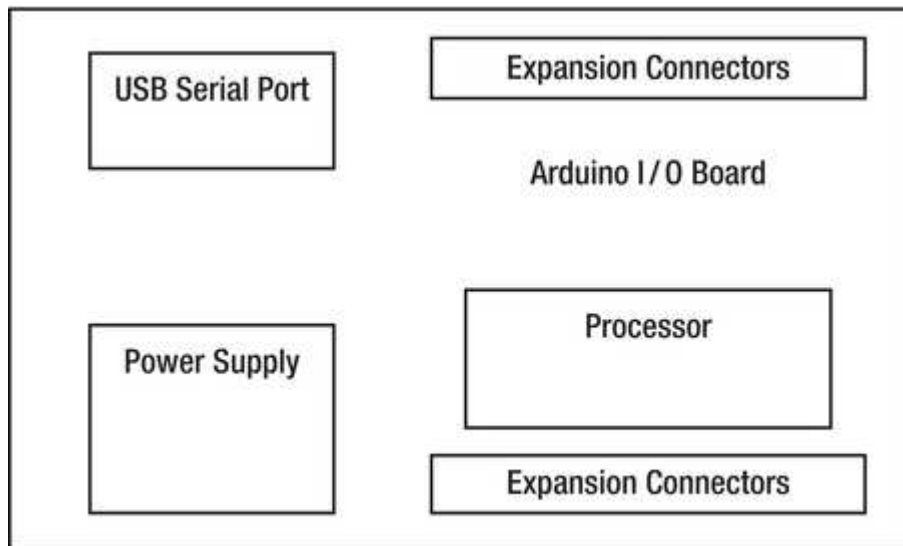 USB Serial Port
Expansion Connectors
Arduino I/O Board
Power Supply
Processor
Expansion Connectors